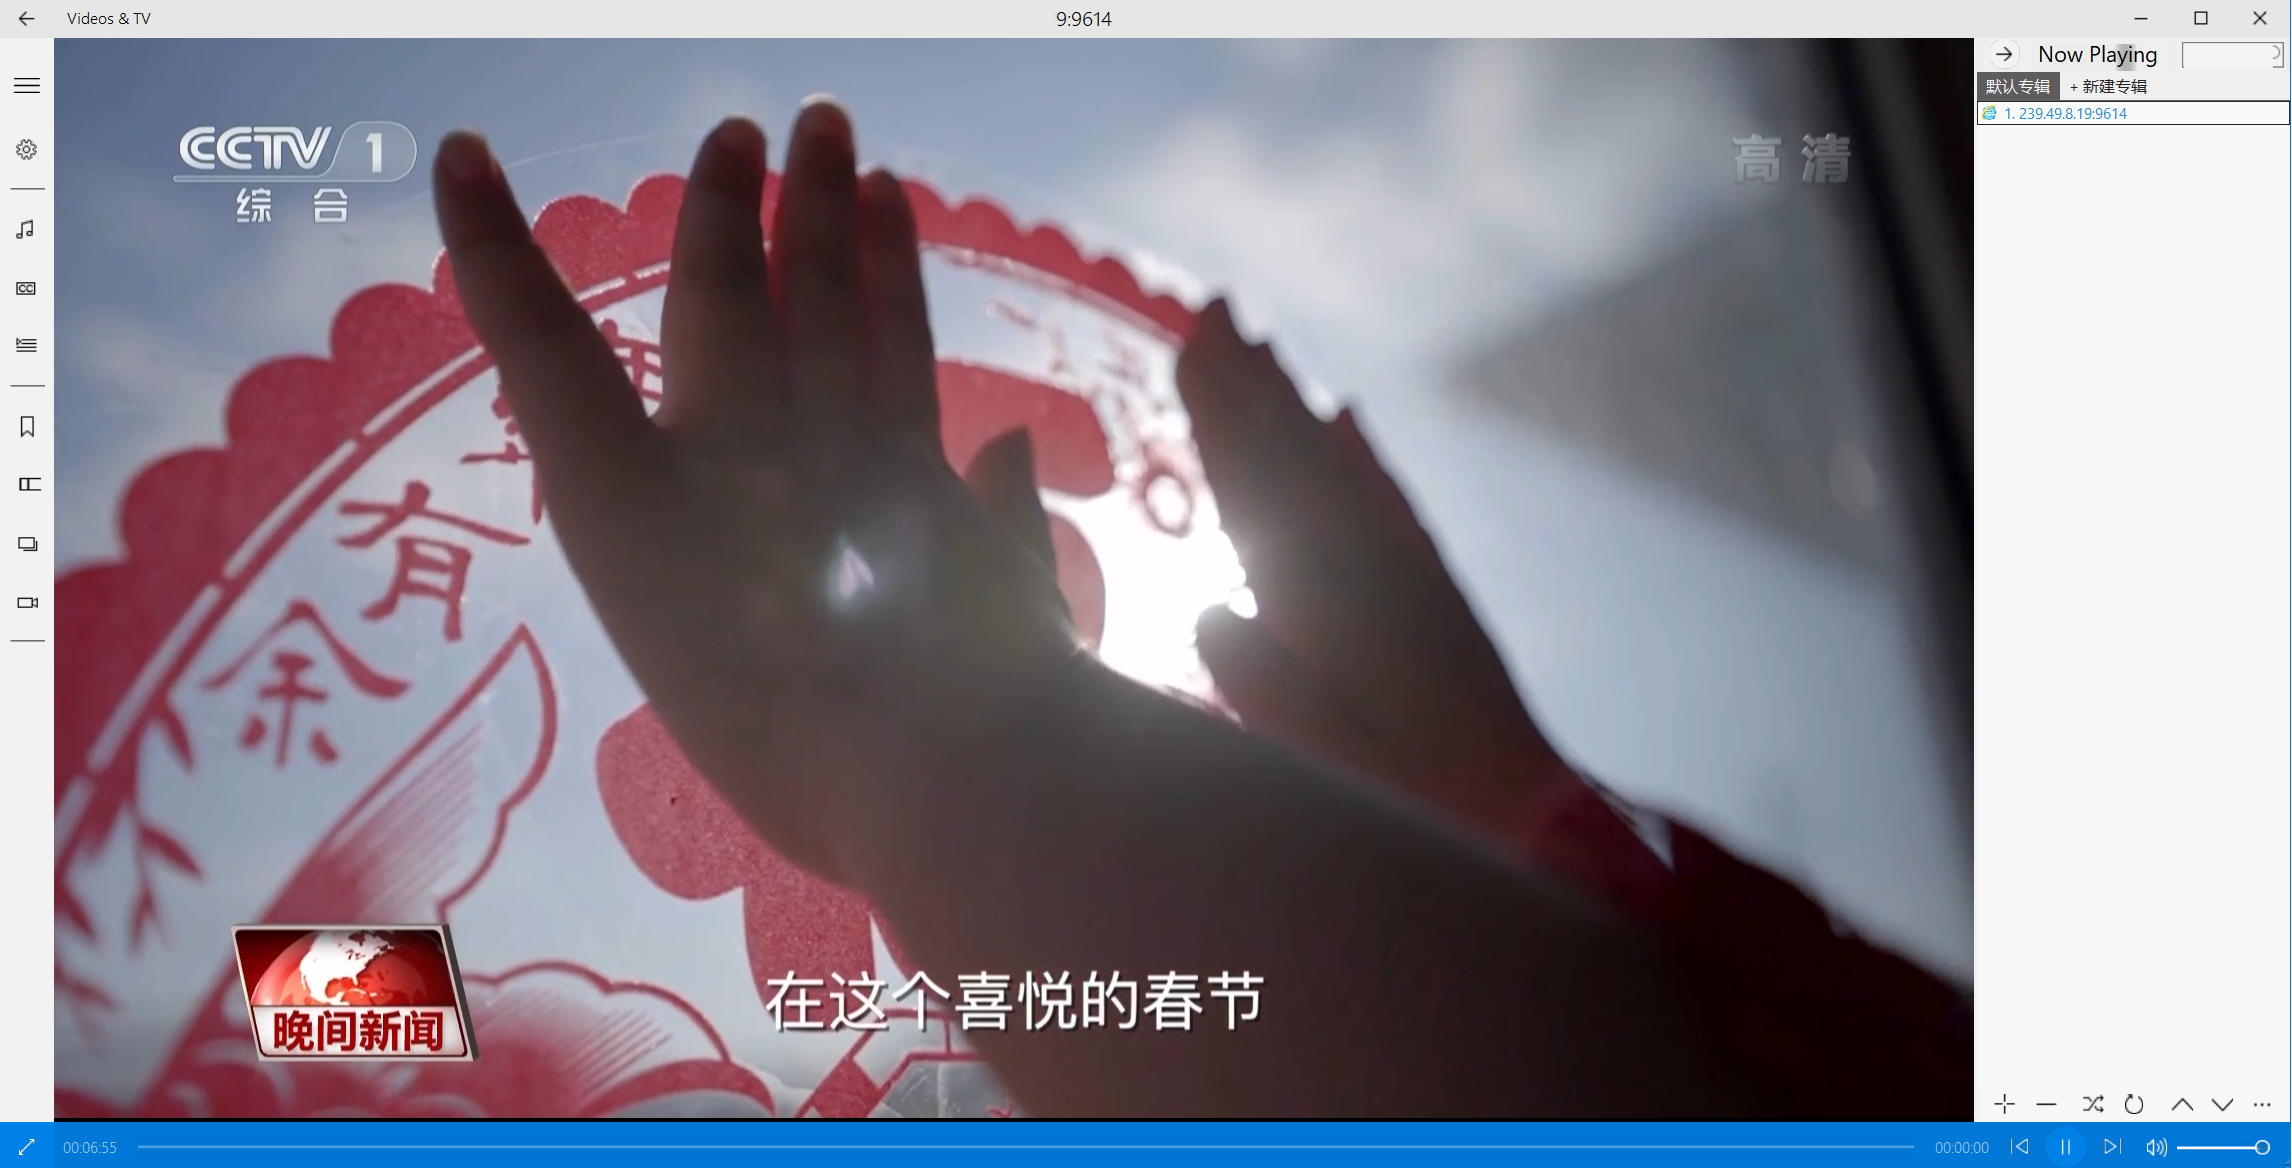 Videos & TV
9:9614
Now Playing
默认专辑
+ 新建专辑
1. 239.49.8.19:9614
CCTV 1
综合
高清
CC
年
有
余
晚间新闻
在这个喜悦的春节
00:06:55
00:00:00